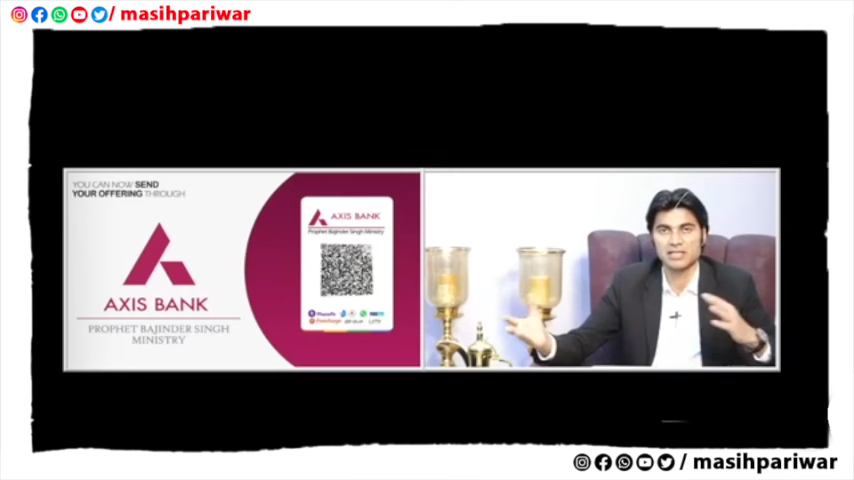 / masihpariwar
YOU CAN NOW SEND
YOUR OFFERING THROUGH
AXIS BANK
PROPHET BAJINDER SINGH
MINISTRY
AXIS BANK
Prophet Bajinder Singh Ministry
PhonePe
/ masihpariwar